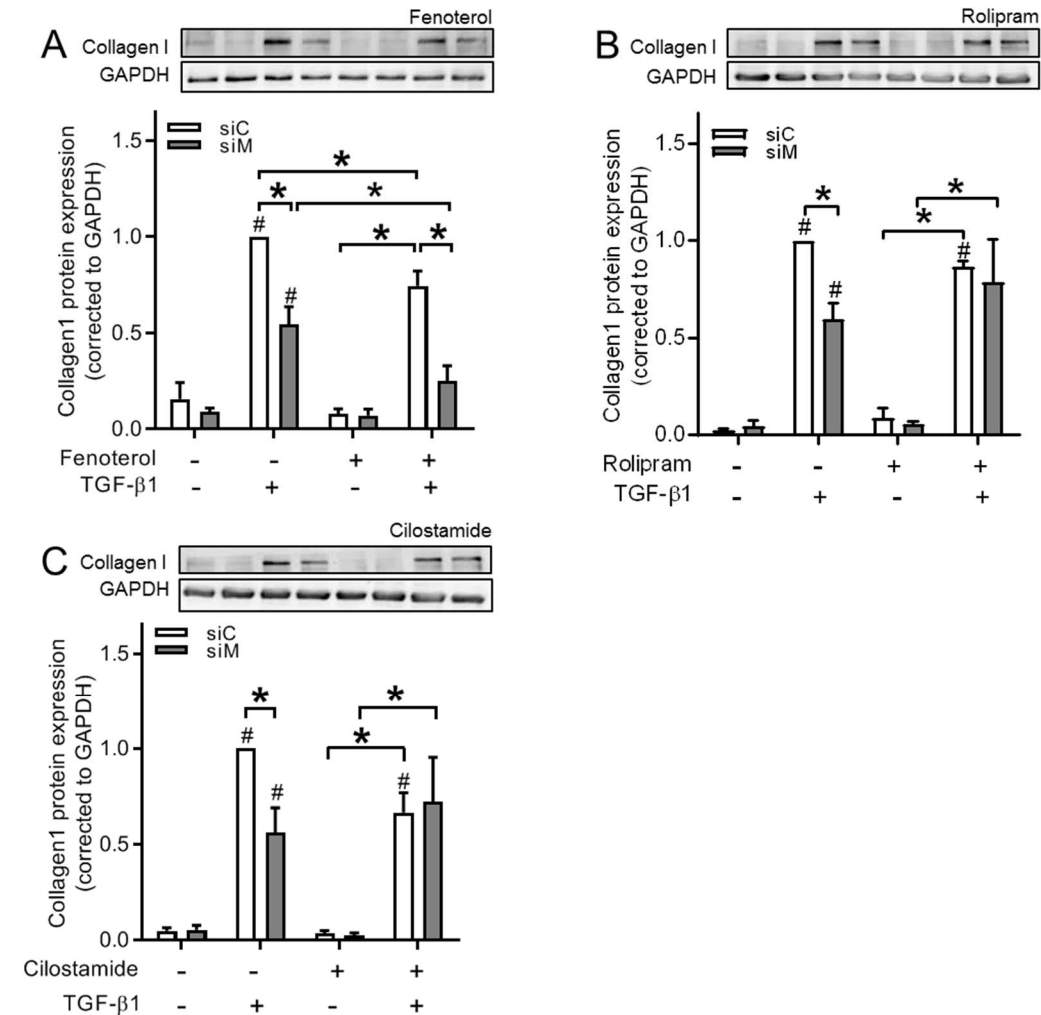 A
Fenoterol
Collagen I
GAPDH
Collagen1 protein expression
(corrected to GAPDH)
siC
siM
1.5
1.0
0.5
0.0
*
*
*
*
*
#
#
Fenoterol - - + +
TGF-β1 - + - +
B
Rolipram
Collagen I
GAPDH
Collagen1 protein expression
(corrected to GAPDH)
siC
siM
1.5
1.0
0.5
0.0
*
*
*
#
#
#
Rolipram - - + +
TGF-β1 - + - +
C
Cilostamide
Collagen I
GAPDH
Collagen1 protein expression
(corrected to GAPDH)
siC
siM
1.5
1.0
0.5
0.0
*
*
*
#
#
#
Cilostamide - - + +
TGF-β1 - + - +